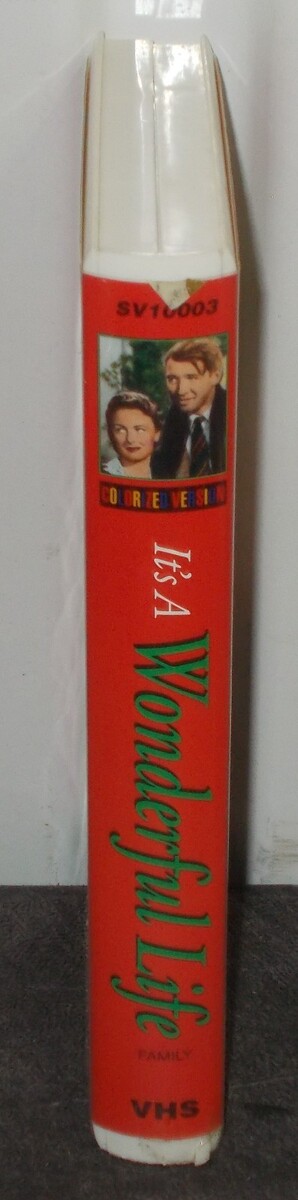 SV10003
COLORIZED VERSION
It's A
Wonderful Life
FAMILY
VHS